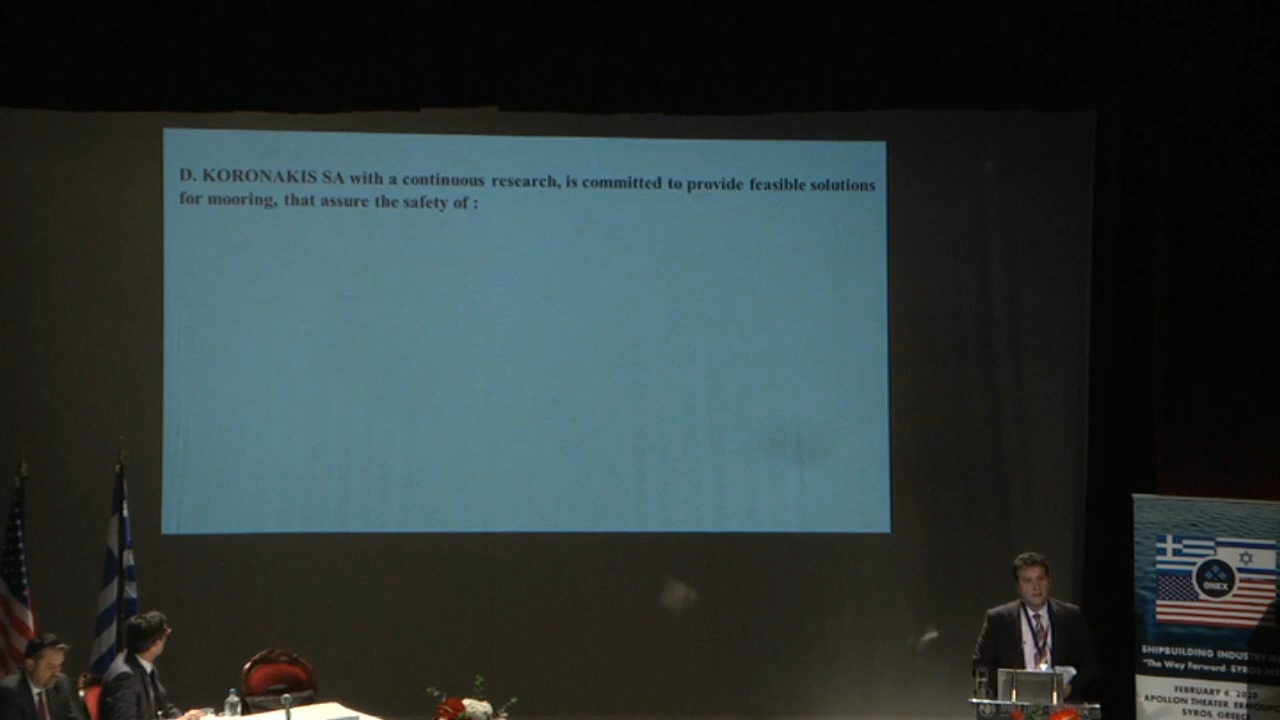 D. KORONAKIS SA with a continuous research, is committed to provide feasible solutions
for mooring, that assure the safety of :
ONEX
SHIPBUILDING INDUSTRY
"The Way Forward-SYROS
FEBRUARY 6, 2020
APOLLON THEATER, ERMOUPO
SYROS, GREECE